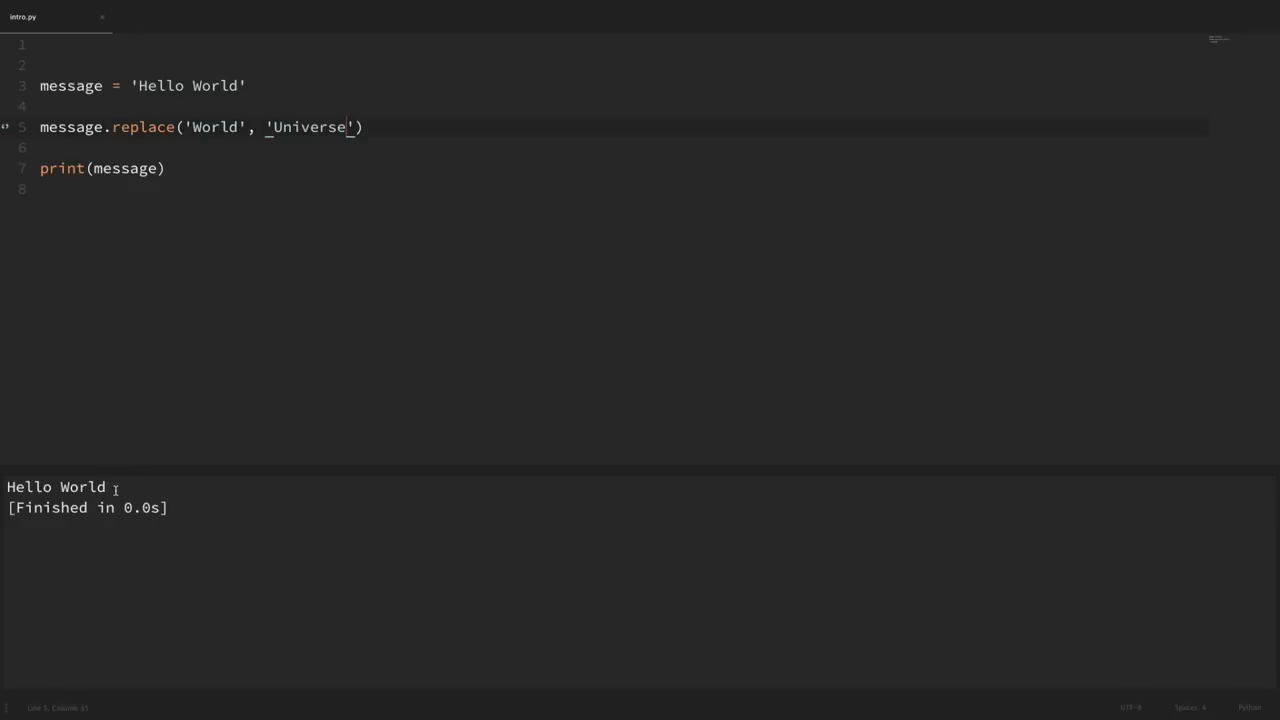 intro.py ×
1
2
3 message = 'Hello World'
4
5 message.replace('World', 'Universe')
6
7 print(message)
8
Hello World
[Finished in 0.0s]
Line 5, Column 35
UTF-8 Spaces: 4 Python